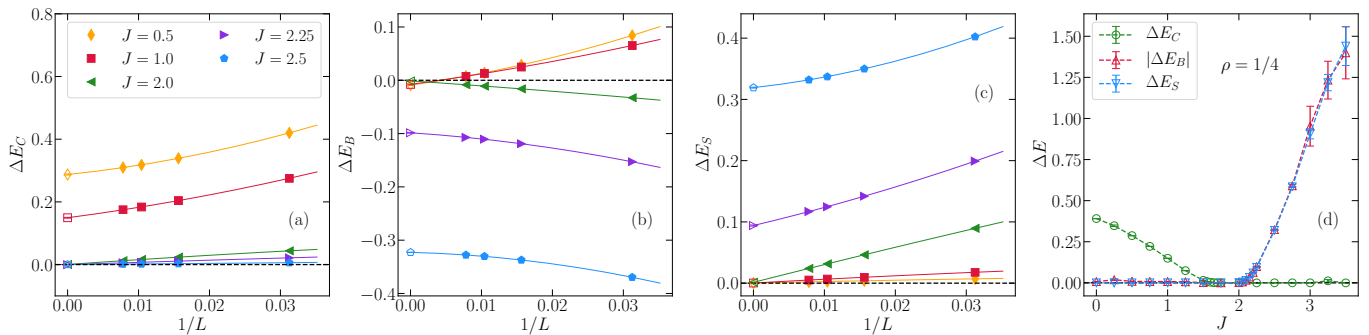 0.8
0.6
0.4
0.2
0.0
ΔE_C
J = 0.5
J = 1.0
J = 2.0
J = 2.25
J = 2.5
(a)
0.00 0.01 0.02 0.03
1/L
0.1
0.0
−0.1
−0.2
−0.3
−0.4
ΔE_B
(b)
0.00 0.01 0.02 0.03
1/L
0.4
0.3
0.2
0.1
0.0
ΔE_S
(c)
0.00 0.01 0.02 0.03
1/L
1.50
1.25
1.00
0.75
0.50
0.25
0.00
ΔE
ΔE_C
|ΔE_B|
ΔE_S
ρ = 1/4
(d)
0 1 2 3
J